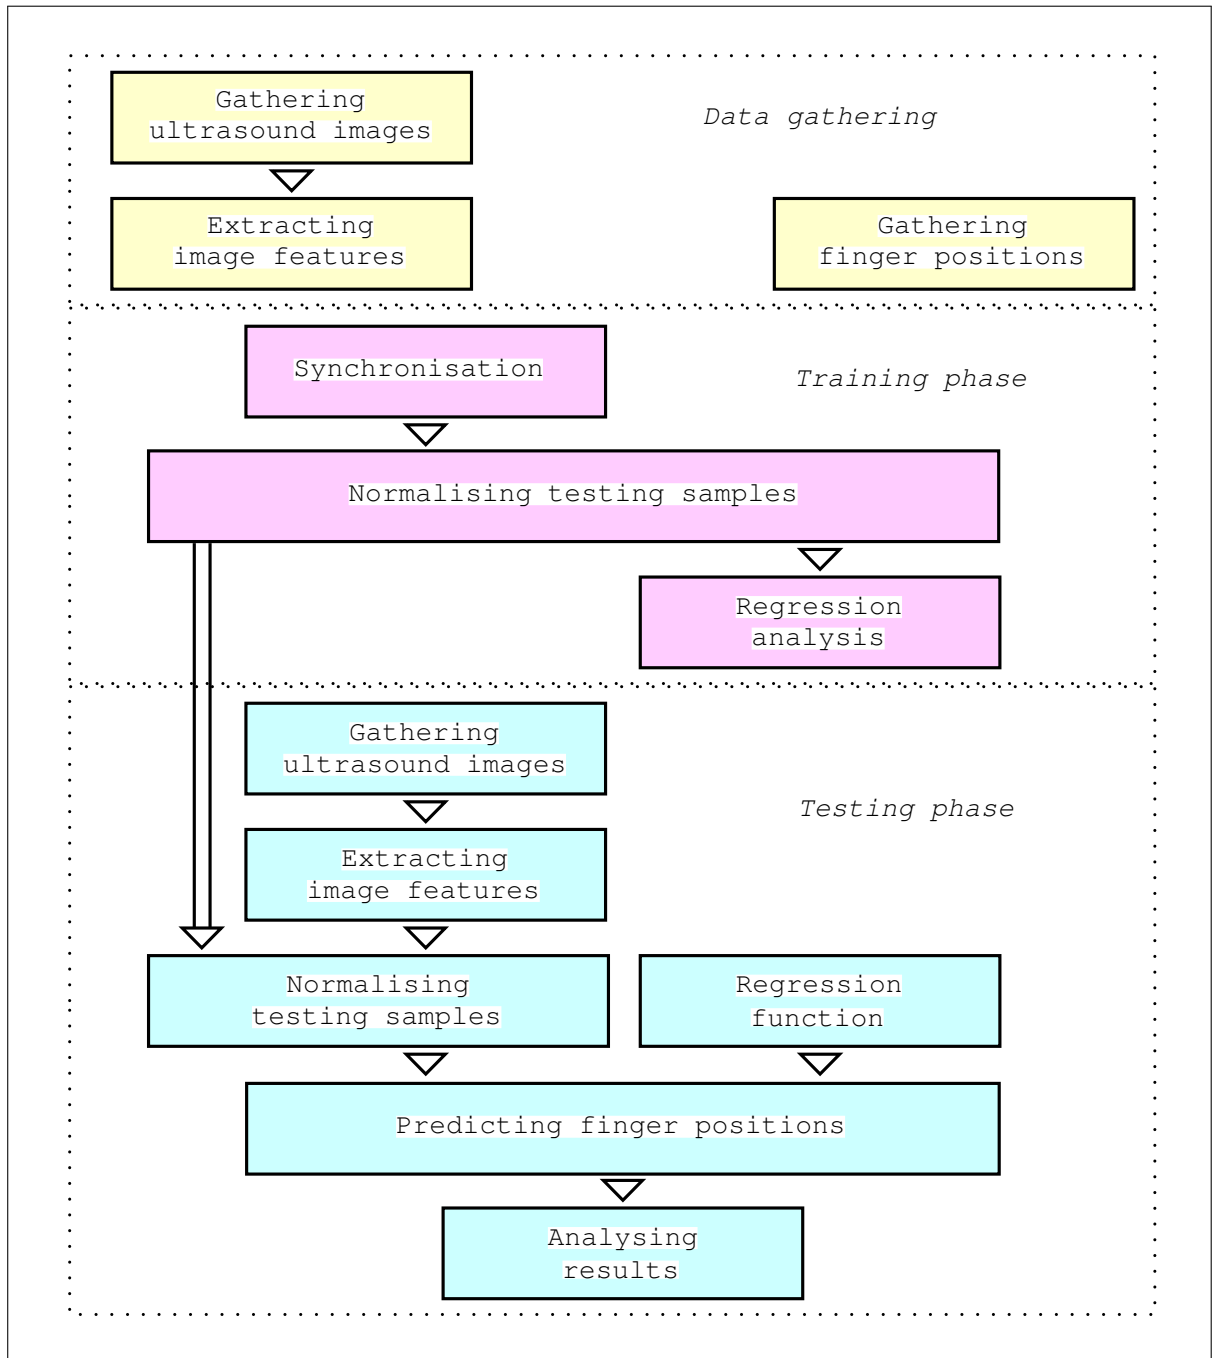 Gathering
ultrasound images
Data gathering
Extracting
image features
Gathering
finger positions
Synchronisation
Training phase
Normalising testing samples
Regression
analysis
Gathering
ultrasound images
Testing phase
Extracting
image features
Normalising
testing samples
Regression
function
Predicting finger positions
Analysing
results